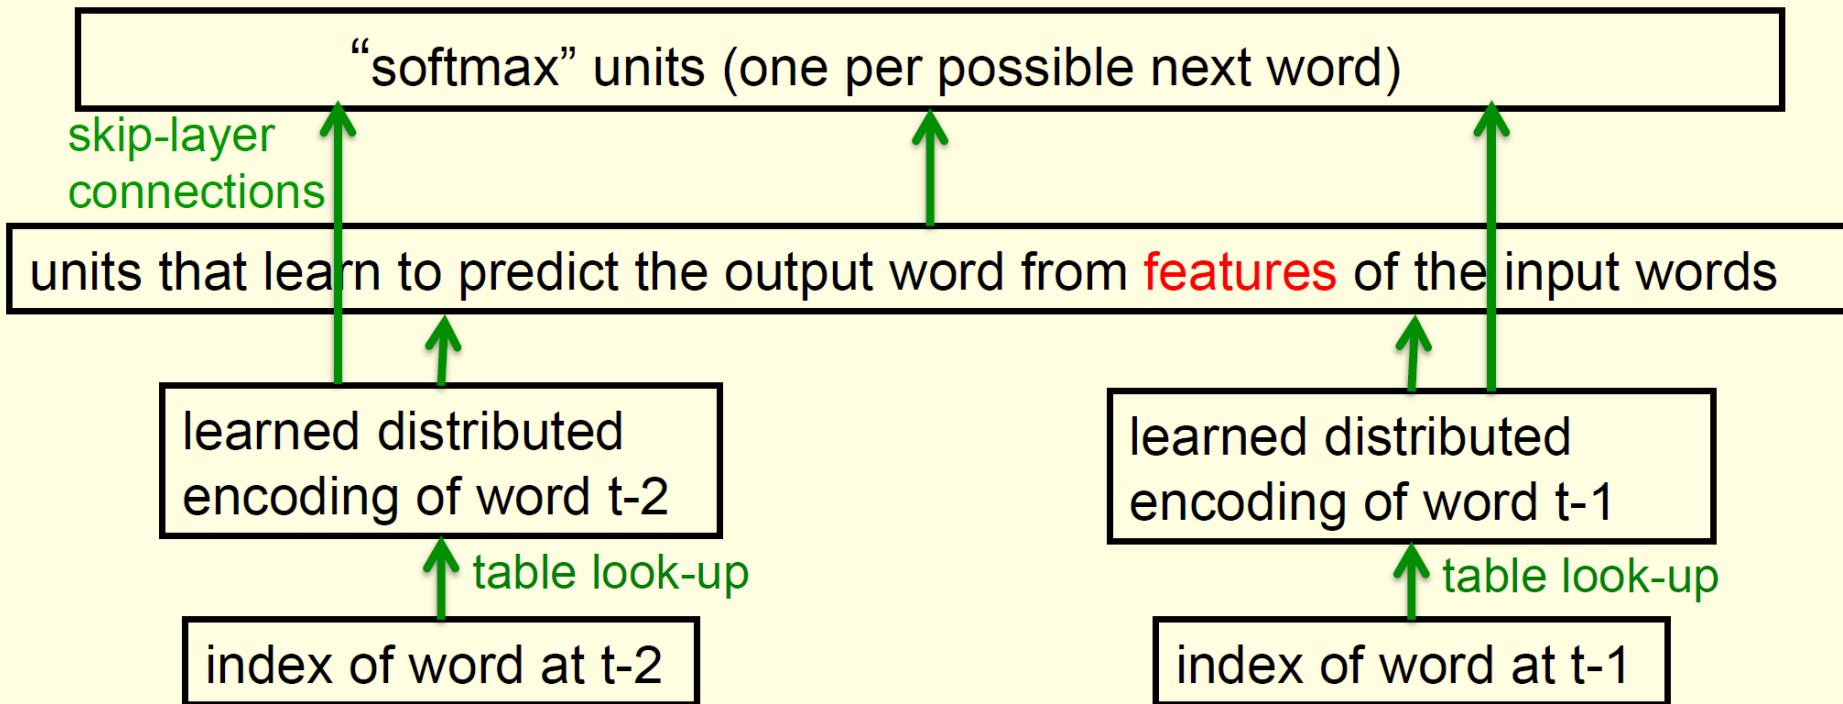 “softmax” units (one per possible next word)
skip-layer
connections
units that learn to predict the output word from features of the input words
learned distributed
encoding of word t-2
learned distributed
encoding of word t-1
table look-up
table look-up
index of word at t-2
index of word at t-1